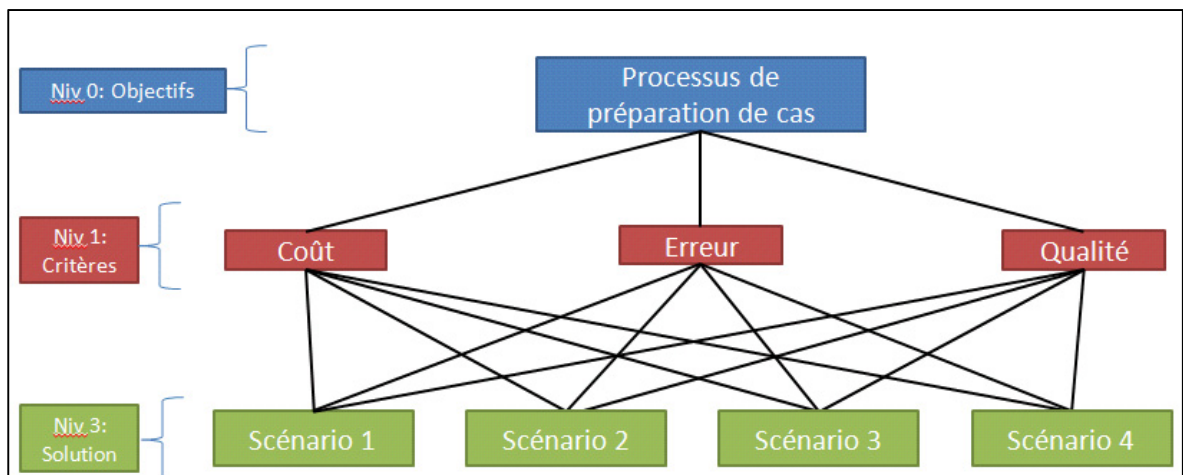 Niv 0: Objectifs
Processus de
préparation de cas
Niv 1:
Critères
Coût
Erreur
Qualité
Niv 3:
Solution
Scénario 1
Scénario 2
Scénario 3
Scénario 4